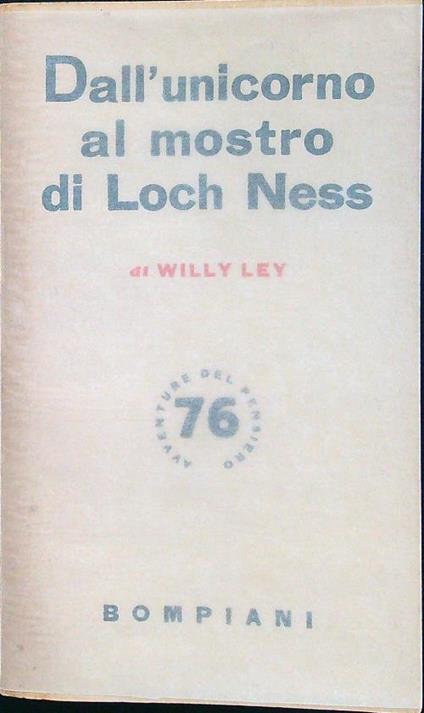 Dall'unicorno
al mostro
di Loch Ness
di WILLY LEY
AVVENTURE DEL PENSIERO
76
BOMPIANI